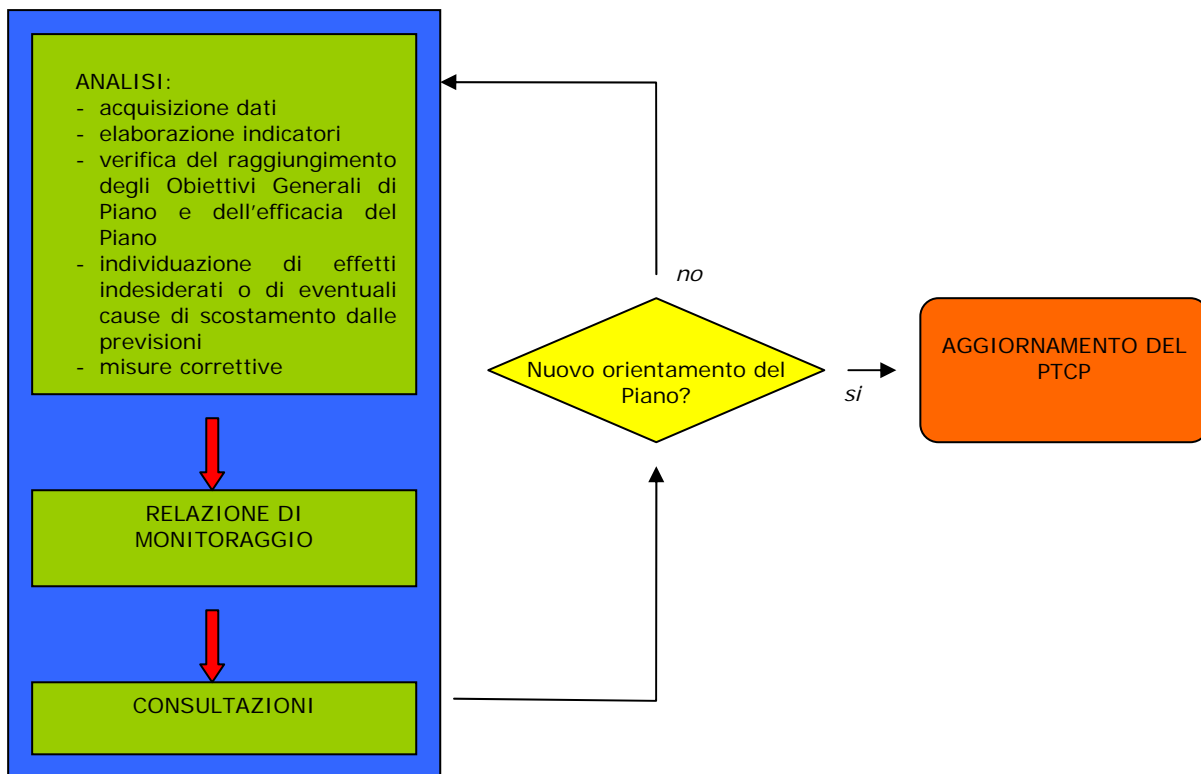 ANALISI:
- acquisizione dati
- elaborazione indicatori
- verifica del raggiungimento
degli Obiettivi Generali di
Piano e dell'efficacia del
Piano
- individuazione di effetti
indesiderati o di eventuali
cause di scostamento dalle
previsioni
- misure correttive
RELAZIONE DI
MONITORAGGIO
CONSULTAZIONI
no
Nuovo orientamento del
Piano?
si
AGGIORNAMENTO DEL
PTCP